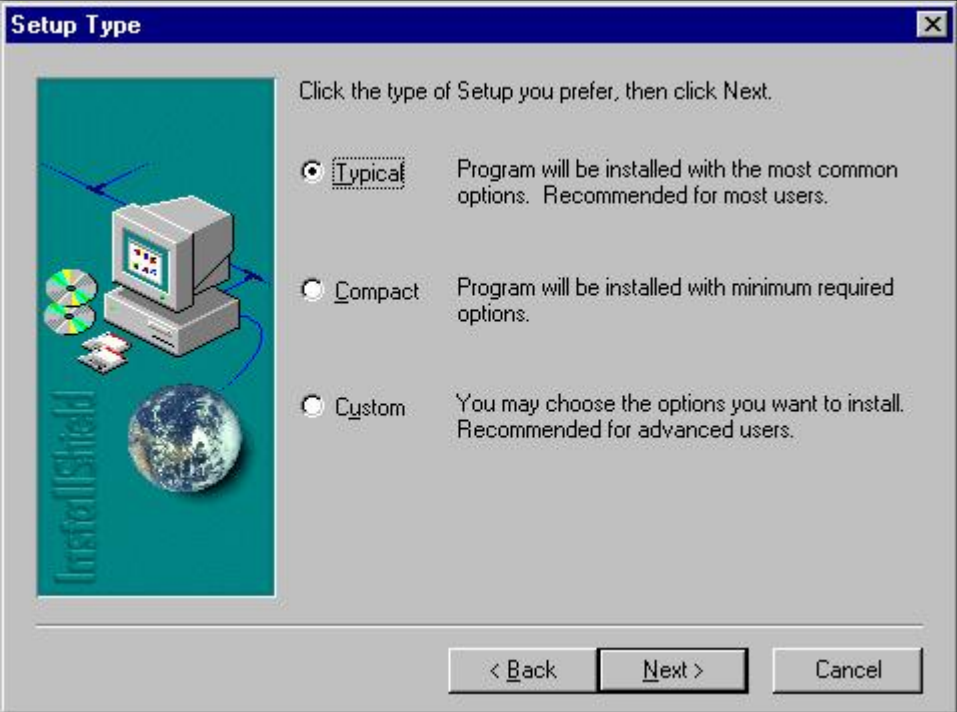 Setup Type
Click the type of Setup you prefer, then click Next.
Typical
Program will be installed with the most common
options.  Recommended for most users.
Compact
Program will be installed with minimum required
options.
Custom
You may choose the options you want to install.
Recommended for advanced users.
InstallShield
< Back
Next >
Cancel